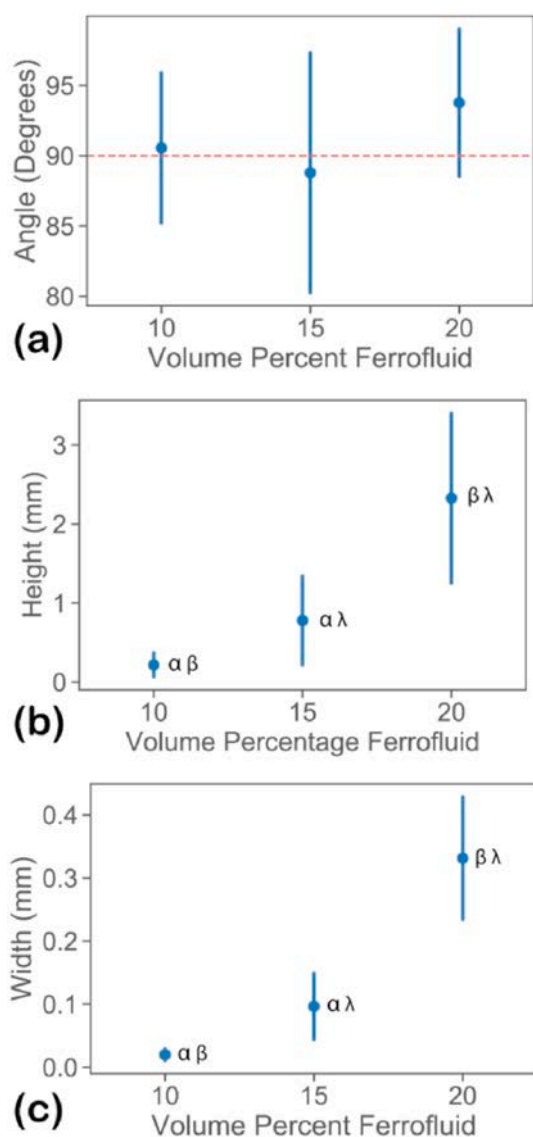 95
90
85
80
Angle (Degrees)
10 15 20
Volume Percent Ferrofluid
(a)
3
2
1
0
Height (mm)
α β
α λ
β λ
10 15 20
Volume Percentage Ferrofluid
(b)
0.4
0.3
0.2
0.1
0.0
Width (mm)
α β
α λ
β λ
10 15 20
Volume Percent Ferrofluid
(c)